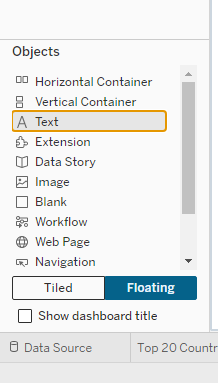 Objects
Horizontal Container
Vertical Container
Text
Extension
Data Story
Image
Blank
Workflow
Web Page
Navigation
Tiled Floating
Show dashboard title
Data Source Top 20 Countr